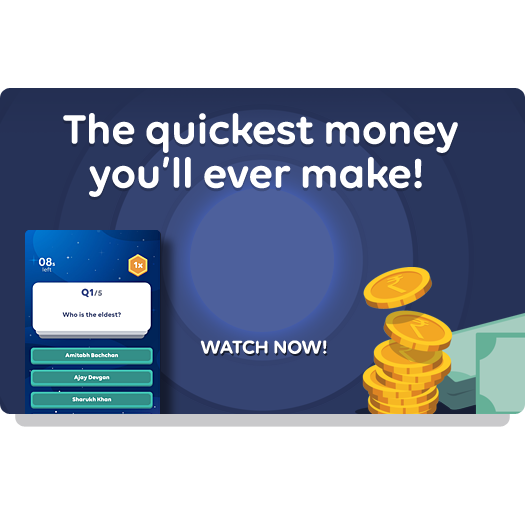 The quickest money
you'll ever make!
08s
left
1x
Q1/5
Who is the eldest?
Amitabh Bachchan
Ajay Devgan
Sharukh Khan
WATCH NOW!
₹
₹